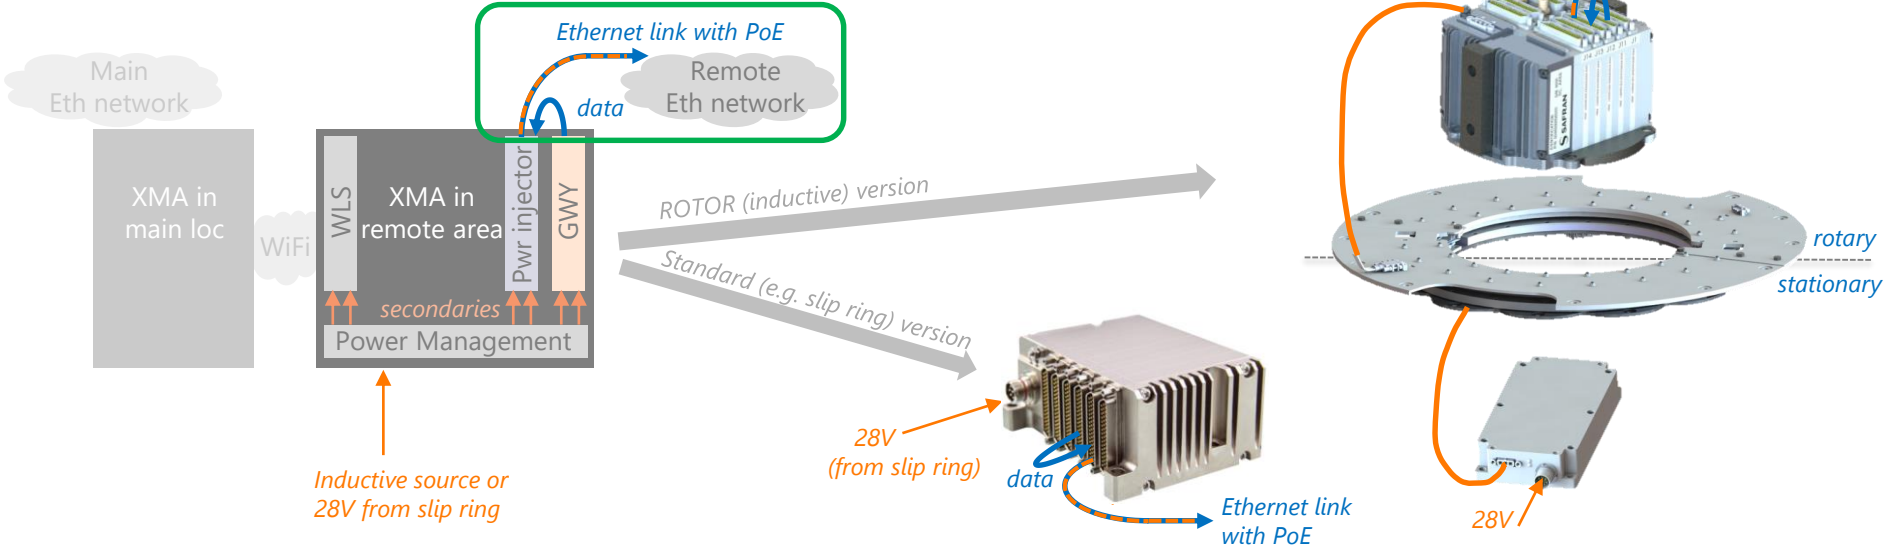 Ethernet link with PoE
Main
Eth network
Remote
Eth network
data
XMA in
main loc
WiFi
WLS
XMA in
remote area
Pwr injector
GWY
secondaries
Power Management
Inductive source or
28V from slip ring
ROTOR (inductive) version
Standard (e.g. slip ring) version
28V
(from slip ring)
data
Ethernet link
with PoE
SAFRAN
rotary
stationary
28V